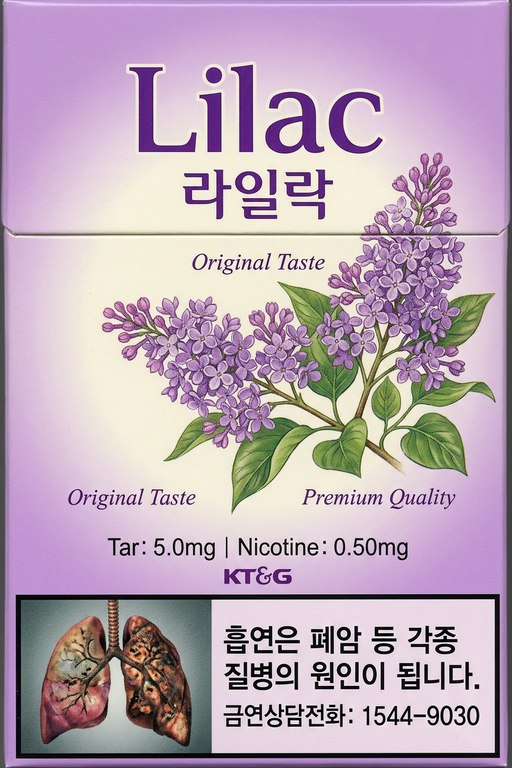 Lilac
라일락
Original Taste
Original Taste
Premium Quality
Tar: 5.0mg | Nicotine: 0.50mg
KT&G
흡연은 폐암 등 각종
질병의 원인이 됩니다.
금연상담전화: 1544-9030